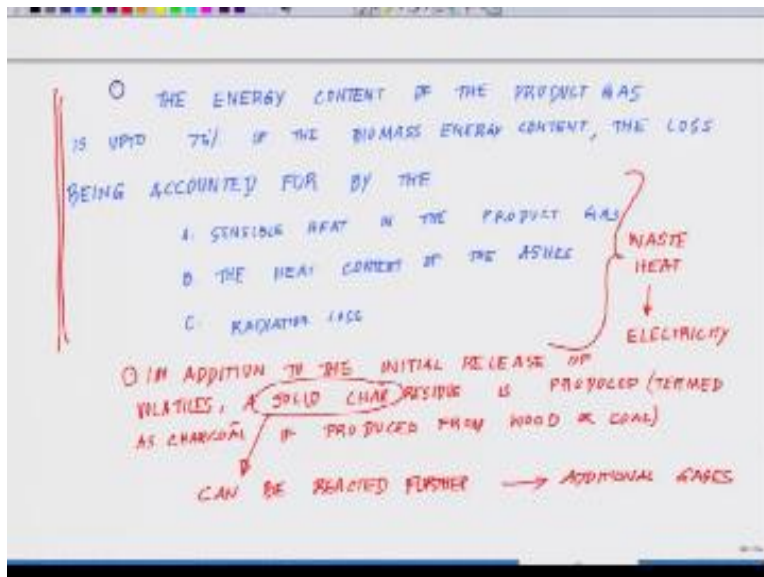 THE ENERGY CONTENT OF THE PRODUCT GAS
IS UPTO 75% OF THE BIOMASS ENERGY CONTENT, THE LOSS
BEING ACCOUNTED FOR BY THE
A. SENSIBLE HEAT IN THE PRODUCT GAS
B. THE HEAT CONTENT OF THE ASHES
C. RADIATION LOSS
WASTE
HEAT
ELECTRICITY
IN ADDITION TO THE INITIAL RELEASE OF
VOLATILES, A SOLID CHAR RESIDUE IS PRODUCED (TERMED
AS CHARCOAL IF PRODUCED FROM WOOD OR COAL)
CAN BE REACTED FURTHER → ADDITIONAL GASES